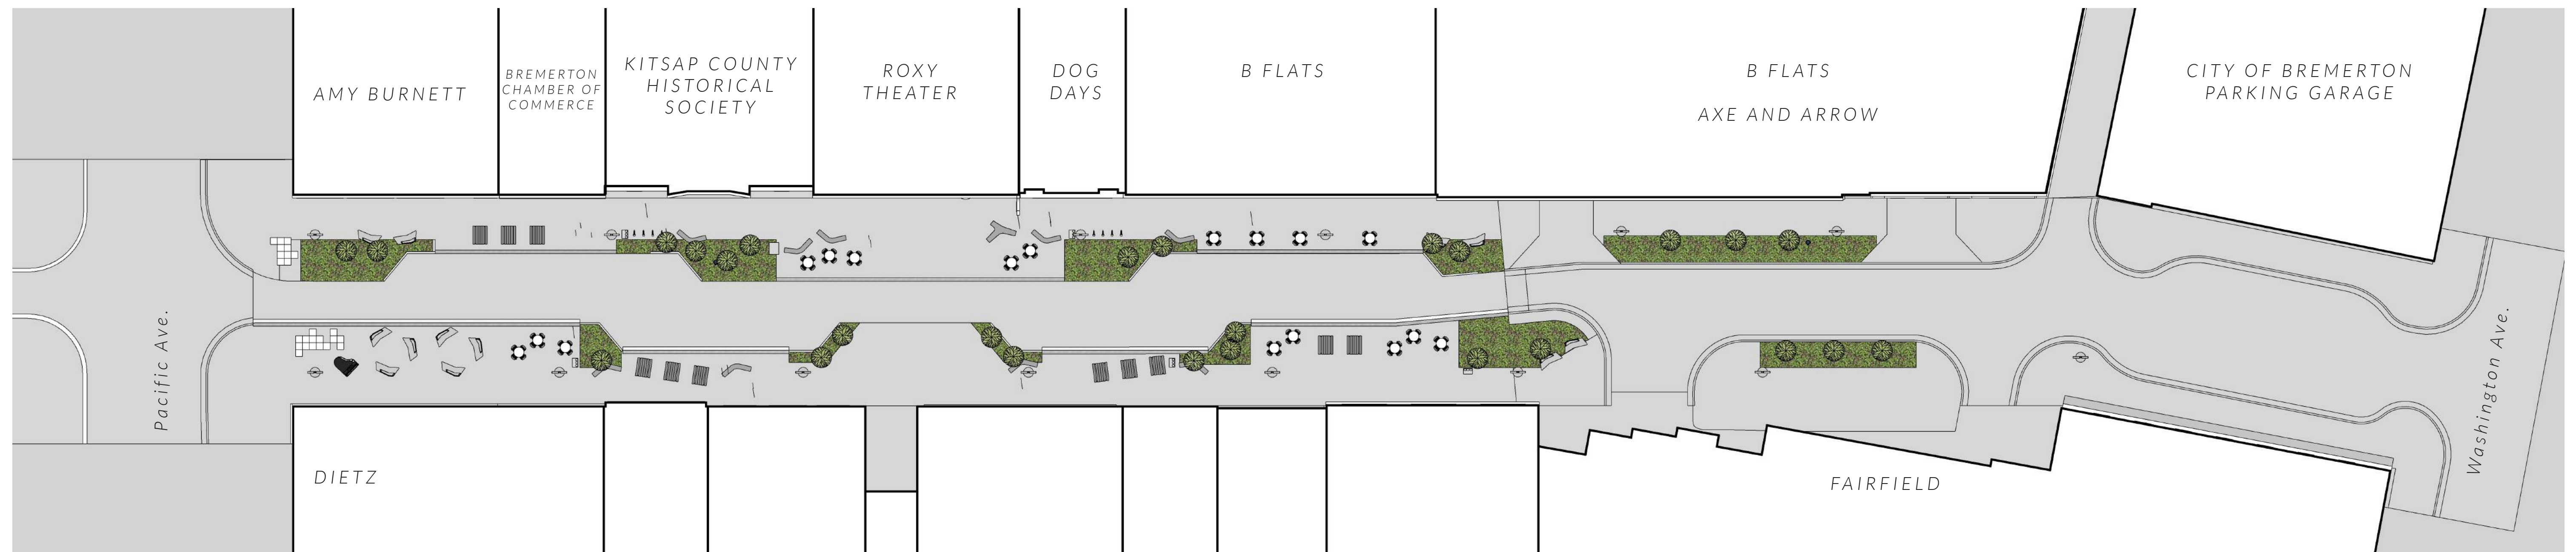 AMY BURNETT
BREMERTON
CHAMBER OF
COMMERCE
KITSAP COUNTY
HISTORICAL
SOCIETY
ROXY
THEATER
DOG
DAYS
B FLATS
B FLATS
AXE AND ARROW
CITY OF BREMERTON
PARKING GARAGE
Pacific Ave.
Washington Ave.
DIETZ
FAIRFIELD